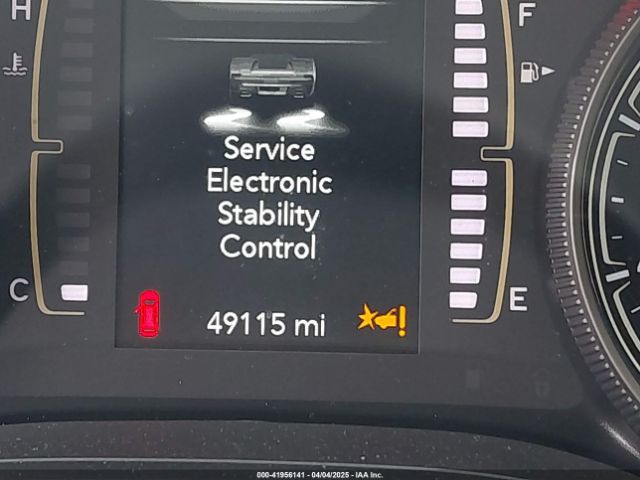 H
F
Service
Electronic
Stability
Control
C
49115 mi
E
000-41956141 - 04/04/2025 - IAA Inc.